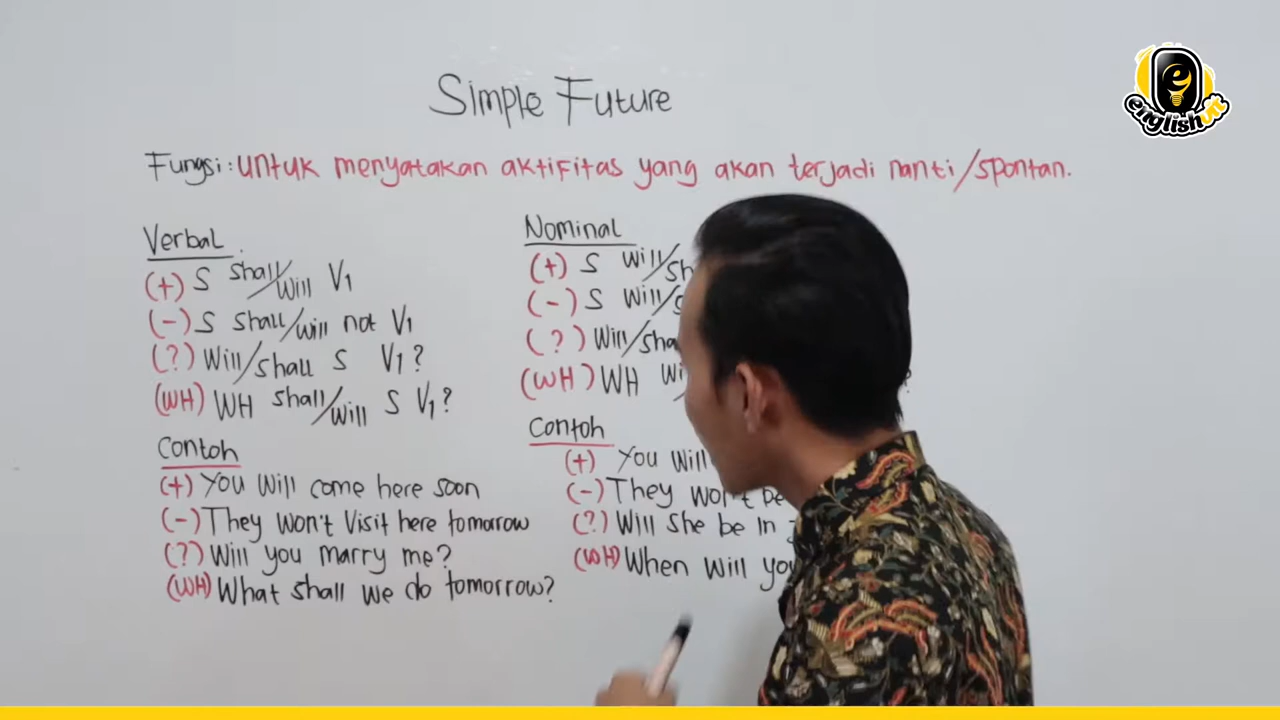 Simple Future
Fungsi: untuk menyatakan aktifitas yang akan terjadi nanti/spontan.
Verbal
(+) S shall/will V1
(-) S shall/will not V1
(?) Will/shall S V1?
(WH) WH shall/will S V1?
Contoh
(+) You will come here soon
(-) They won't visit here tomorrow
(?) Will you marry me?
(WH) What shall we do tomorrow?
Nominal
(+) S will/sh
(-) S will/
(?) Will/sha
(WH) WH wi
Contoh
(+) You will
(-) They won't be
(?) Will she be in
(WH) When will you
englishvit